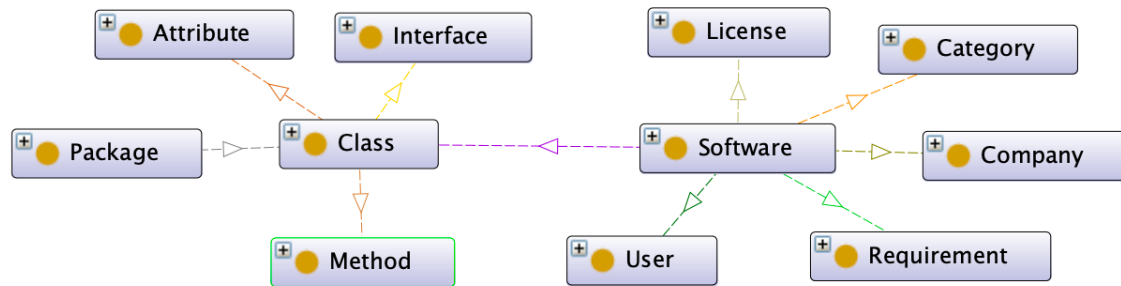 Attribute
Interface
License
Category
Package
Class
Software
Company
Method
User
Requirement